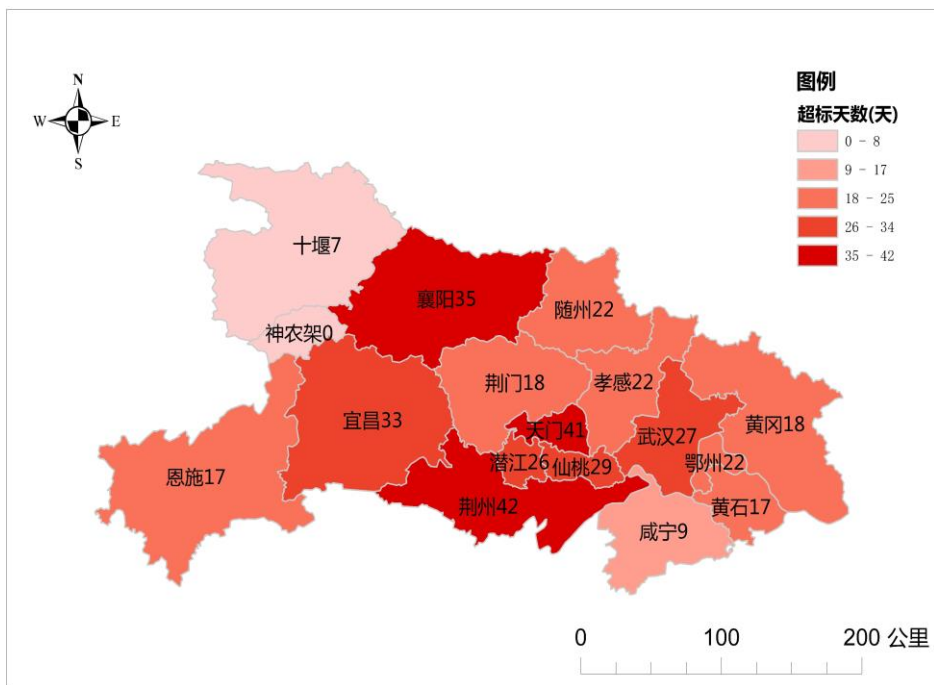 N
W
E
S
图例
超标天数(天)
0 - 8
9 - 17
18 - 25
26 - 34
35 - 42
十堰7
襄阳35
随州22
神农架0
荆门18
孝感22
宜昌33
天门41
武汉27
黄冈18
恩施17
潜江26
仙桃29
鄂州22
荆州42
黄石17
咸宁9
0
100
200 公里